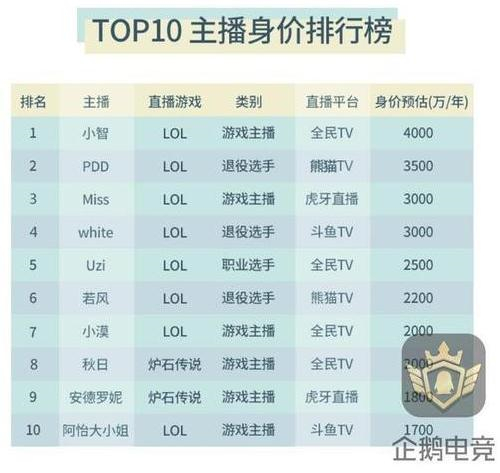 TOP10 主播身价排行榜
排名 主播 直播游戏 类别 直播平台 身价预估(万/年)
1 小智 LOL 游戏主播 全民TV 4000
2 PDD LOL 退役选手 熊猫TV 3500
3 Miss LOL 游戏主播 虎牙直播 3000
4 white LOL 退役选手 斗鱼TV 3000
5 Uzi LOL 职业选手 全民TV 2500
6 若风 LOL 退役选手 熊猫TV 2200
7 小漠 LOL 游戏主播 全民TV 2000
8 秋日 炉石传说 游戏主播 全民TV 2000
9 安德罗妮 炉石传说 游戏主播 虎牙直播 1800
10 阿怡大小姐 LOL 游戏主播 斗鱼TV 1700
企鹅电竞